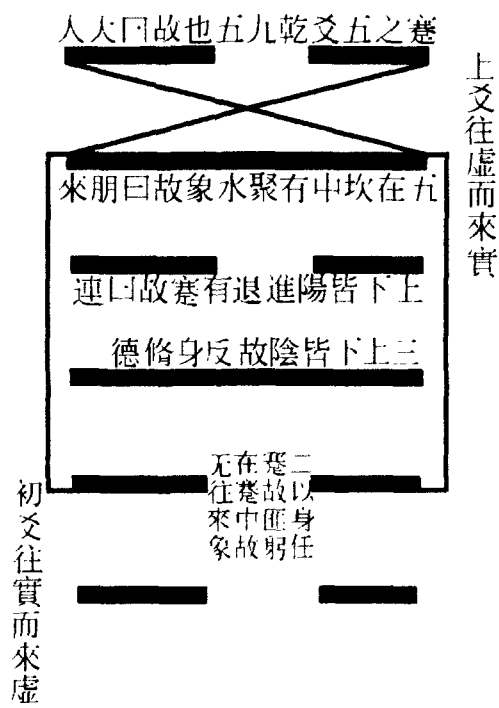 上爻往虛而來實
蹇之五爻乾九五也故曰大人
五在坎中有聚水象故曰朋來
上下皆陽進退有蹇故曰連
三上下皆陰故反身脩德
二以身任
蹇故匪躬
在蹇中故
无往來象
初爻往實而來虛